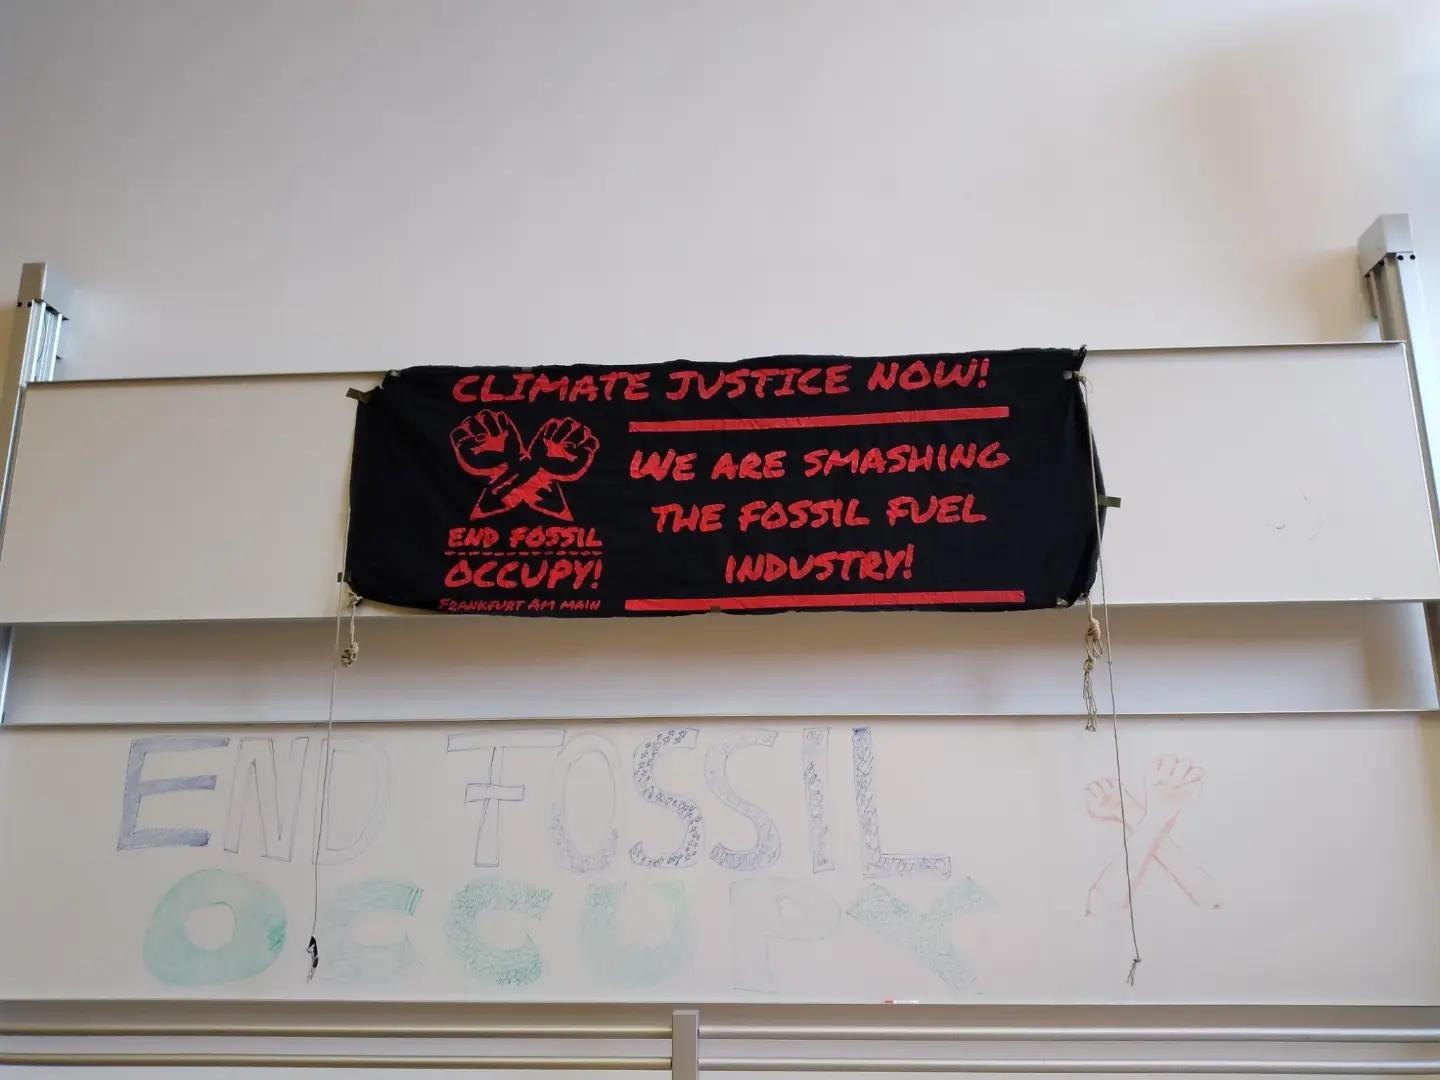 CLIMATE JUSTICE NOW!
WE ARE SMASHING
THE FOSSIL FUEL
INDUSTRY!
END FOSSIL
OCCUPY!
FRANKFURT AM MAIN
END FOSSIL
OCCUPY